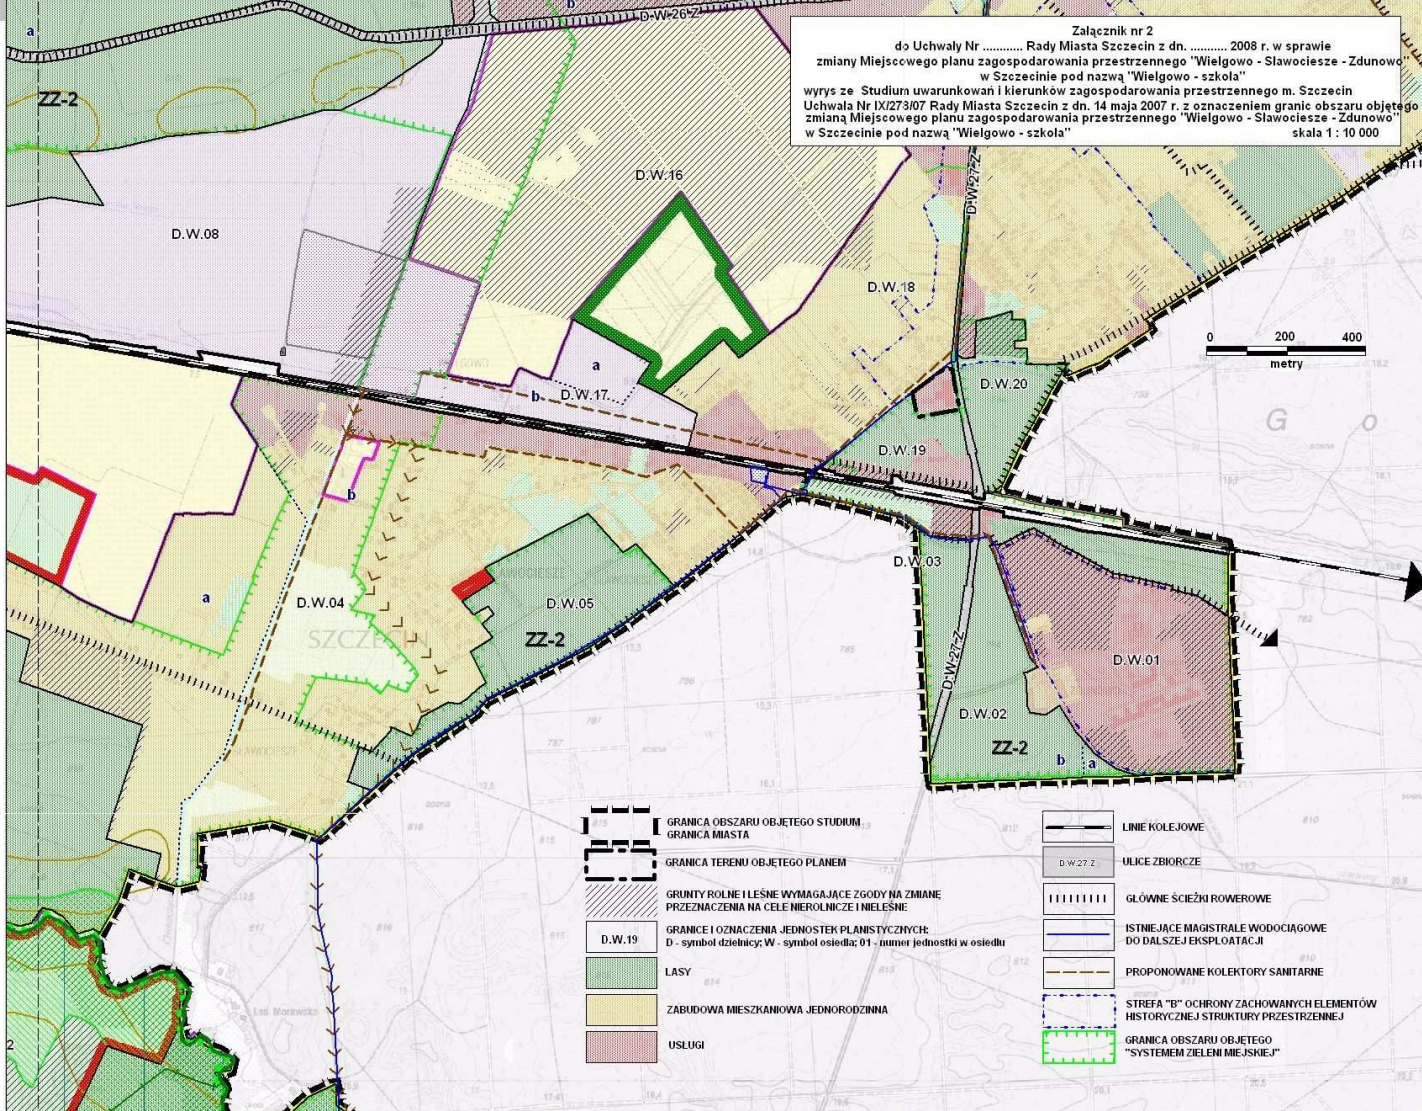 Załącznik nr 2
do Uchwały Nr ............ Rady Miasta Szczecin z dn. ........... 2008 r. w sprawie
zmiany Miejscowego planu zagospodarowania przestrzennego "Wielgowo - Sławociesze - Zdunowo"
w Szczecinie pod nazwą "Wielgowo - szkoła"
wyrys ze Studium uwarunkowań i kierunków zagospodarowania przestrzennego m. Szczecin
Uchwała Nr IX/273/07 Rady Miasta Szczecin z dn. 14 maja 2007 r. z oznaczeniem granic obszaru objętego
zmianą Miejscowego planu zagospodarowania przestrzennego "Wielgowo - Sławociesze - Zdunowo"
w Szczecinie pod nazwą "Wielgowo - szkoła" skala 1 : 10 000
D.W.26 Z
b
a
ZZ-2
D.W.16
D.W.27 Z
D.W.08
D.W.18
0 200 400
metry
a
D.W.20
b
D.W.17
G o
D.W.19
b
D.W.03
a
D.W.04
D.W.05
SZCZECIN
ZZ-2
D.W.01
D.W.27 Z
D.W.02
ZZ-2
b a
GRANICA OBSZARU OBJĘTEGO STUDIUM
GRANICA MIASTA
GRANICA TERENU OBJĘTEGO PLANEM
GRUNTY ROLNE I LEŚNE WYMAGAJĄCE ZGODY NA ZMIANĘ
PRZEZNACZENIA NA CELE NIEROLNICZE I NIELEŚNE
D.W.19
GRANICE I OZNACZENIA JEDNOSTEK PLANISTYCZNYCH:
D - symbol dzielnicy; W - symbol osiedla; 01 - numer jednostki w osiedlu
LASY
ZABUDOWA MIESZKANIOWA JEDNORODZINNA
USŁUGI
LINIE KOLEJOWE
D.W.27 Z
ULICE ZBIORCZE
GŁÓWNE ŚCIEŻKI ROWEROWE
ISTNIEJĄCE MAGISTRALE WODOCIĄGOWE
DO DALSZEJ EKSPLOATACJI
PROPONOWANE KOLEKTORY SANITARNE
STREFA "B" OCHRONY ZACHOWANYCH ELEMENTÓW
HISTORYCZNEJ STRUKTURY PRZESTRZENNEJ
GRANICA OBSZARU OBJĘTEGO
"SYSTEMEM ZIELENI MIEJSKIEJ"
2